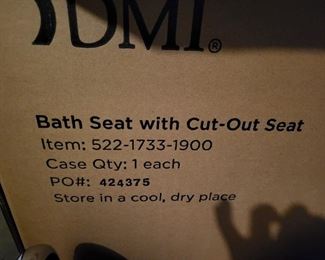 DMI®
Bath Seat with Cut-Out Seat
Item: 522-1733-1900
Case Qty: 1 each
PO#: 424375
Store in a cool, dry place